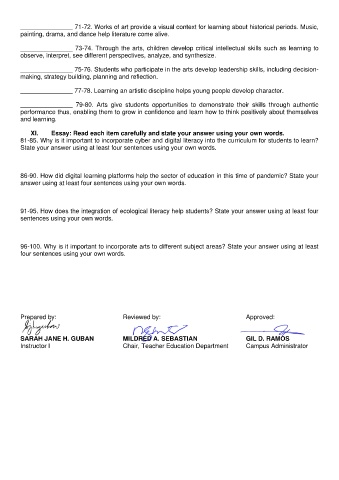 ________________ 71-72. Works of art provide a visual context for learning about historical periods. Music,
painting, drama, and dance help literature come alive.
________________ 73-74. Through the arts, children develop critical intellectual skills such as learning to
observe, interpret, see different perspectives, analyze, and synthesize.
________________ 75-76. Students who participate in the arts develop leadership skills, including decision-
making, strategy building, planning and reflection.
________________ 77-78. Learning an artistic discipline helps young people develop character.
________________ 79-80. Arts give students opportunities to demonstrate their skills through authentic
performance thus, enabling them to grow in confidence and learn how to think positively about themselves
and learning.
XI. Essay: Read each item carefully and state your answer using your own words.
81-85. Why is it important to incorporate cyber and digital literacy into the curriculum for students to learn?
State your answer using at least four sentences using your own words.
86-90. How did digital learning platforms help the sector of education in this time of pandemic? State your
answer using at least four sentences using your own words.
91-95. How does the integration of ecological literacy help students? State your answer using at least four
sentences using your own words.
96-100. Why is it important to incorporate arts to different subject areas? State your answer using at least
four sentences using your own words.
Prepared by: Reviewed by: Approved:
SARAH JANE H. GUBAN MILDRED A. SEBASTIAN GIL D. RAMOS
Instructor I Chair, Teacher Education Department Campus Administrator